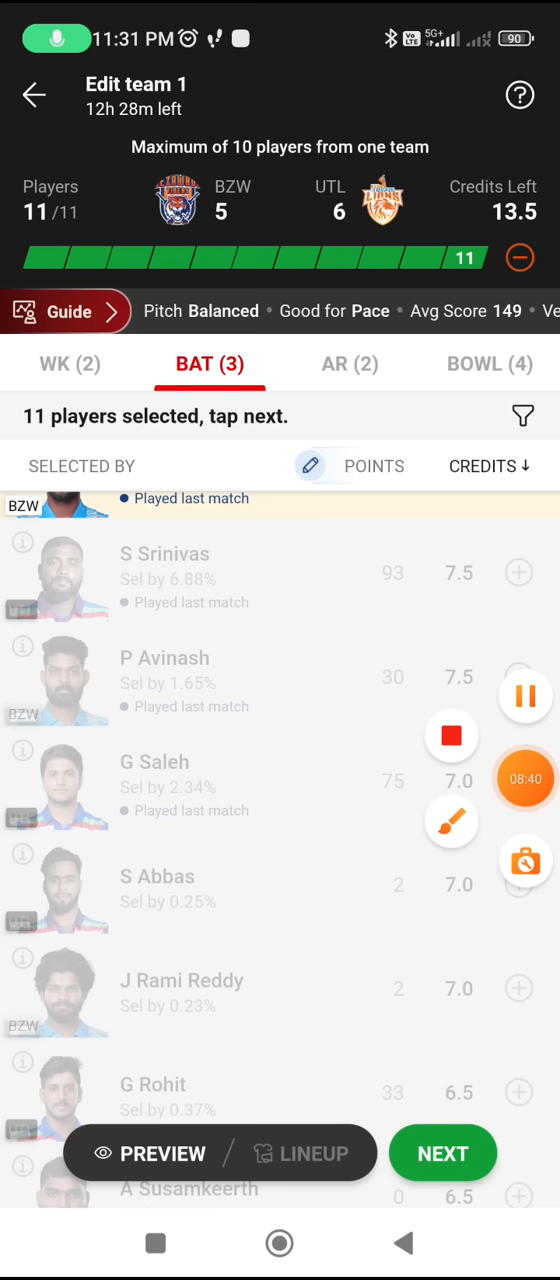 11:31 PM
Vo LTE 5G+ 90
Edit team 1
12h 28m left
Maximum of 10 players from one team
Players BZW UTL Credits Left
11/11 5 6 13.5
11
Guide Pitch Balanced • Good for Pace • Avg Score 149 • Ve
WK (2) BAT (3) AR (2) BOWL (4)
11 players selected, tap next.
SELECTED BY POINTS CREDITS ↓
BZW • Played last match
S Srinivas 93 7.5
Sel by 6.88%
• Played last match
P Avinash 30 7.5
Sel by 1.65%
BZW • Played last match
G Saleh 75 7.0
Sel by 2.34%
• Played last match
08:40
S Abbas 2 7.0
Sel by 0.25%
J Rami Reddy 2 7.0
Sel by 0.23%
BZW
G Rohit 33 6.5
Sel by 0.37%
PREVIEW / LINEUP NEXT
A Susamkeerth 0 6.5